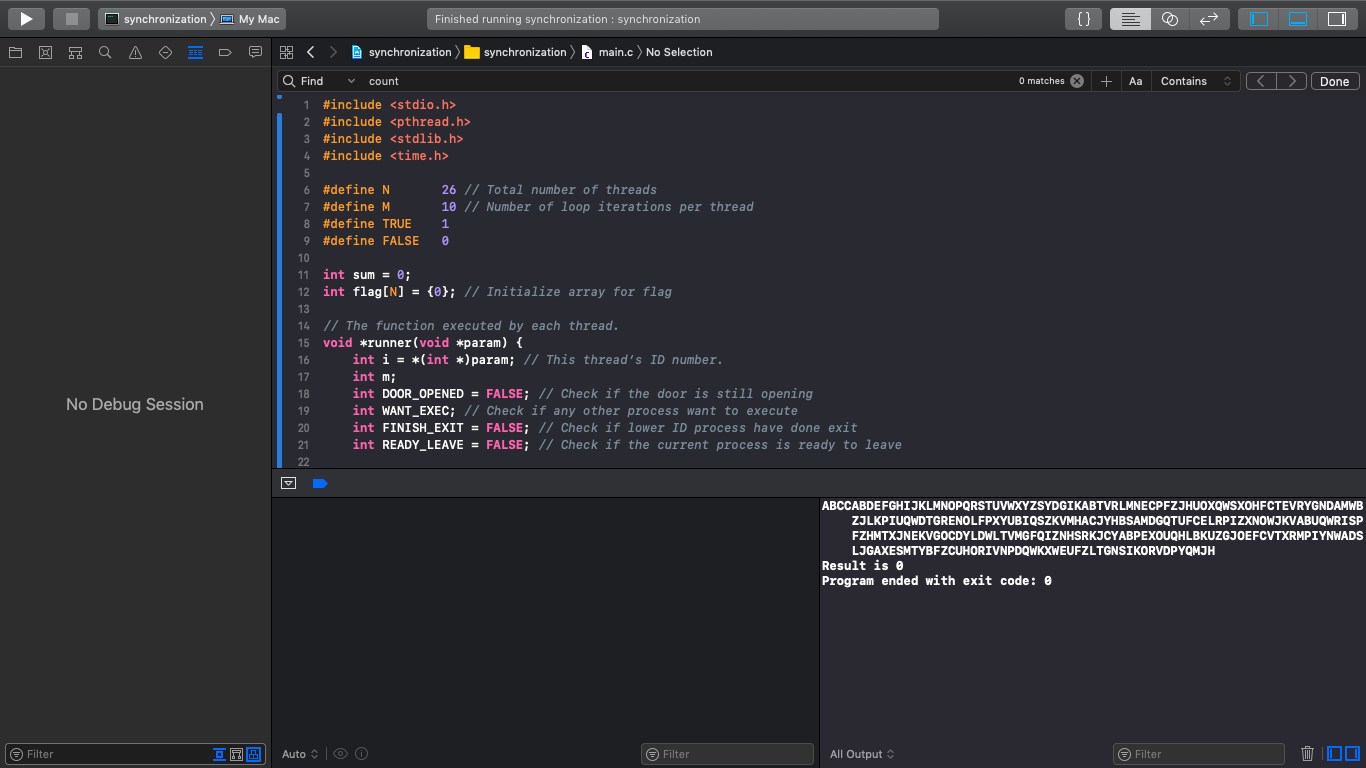 synchronization > My Mac
Finished running synchronization : synchronization
{}
synchronization > synchronization > main.c > No Selection
Find count 0 matches Aa Contains Done
1 #include <stdio.h>
2 #include <pthread.h>
3 #include <stdlib.h>
4 #include <time.h>
5
6 #define N 26 // Total number of threads
7 #define M 10 // Number of loop iterations per thread
8 #define TRUE 1
9 #define FALSE 0
10
11 int sum = 0;
12 int flag[N] = {0}; // Initialize array for flag
13
14 // The function executed by each thread.
15 void *runner(void *param) {
16 int i = *(int *)param; // This thread's ID number.
17 int m;
18 int DOOR_OPENED = FALSE; // Check if the door is still opening
19 int WANT_EXEC; // Check if any other process want to execute
20 int FINISH_EXIT = FALSE; // Check if lower ID process have done exit
21 int READY_LEAVE = FALSE; // Check if the current process is ready to leave
22
No Debug Session
ABCCABDEFGHIJKLMNOPQRSTUVWXYZSYDGIKABTVRLMNECPFZJHUOXQWSXOHFCTEVRYGNDAMWB
ZJLKPIUQWDTGRENOLFPXYUBIQSZKVMHACJYHBSAMDGQTUFCELRPIZXNOWJKVABUQWRISP
FZHMTXJNEKVGOCDYLDWLTVMGFQIZNHSRKJCYABPEXOUQHLBKUZGJOEFCVTXRMPIYNWADS
LJGAXESMTYBFZCUHORIVNPDQWKXWEUFZLTGNSIKORVDPYQMJH
Result is 0
Program ended with exit code: 0
Filter
Auto
Filter
All Output
Filter